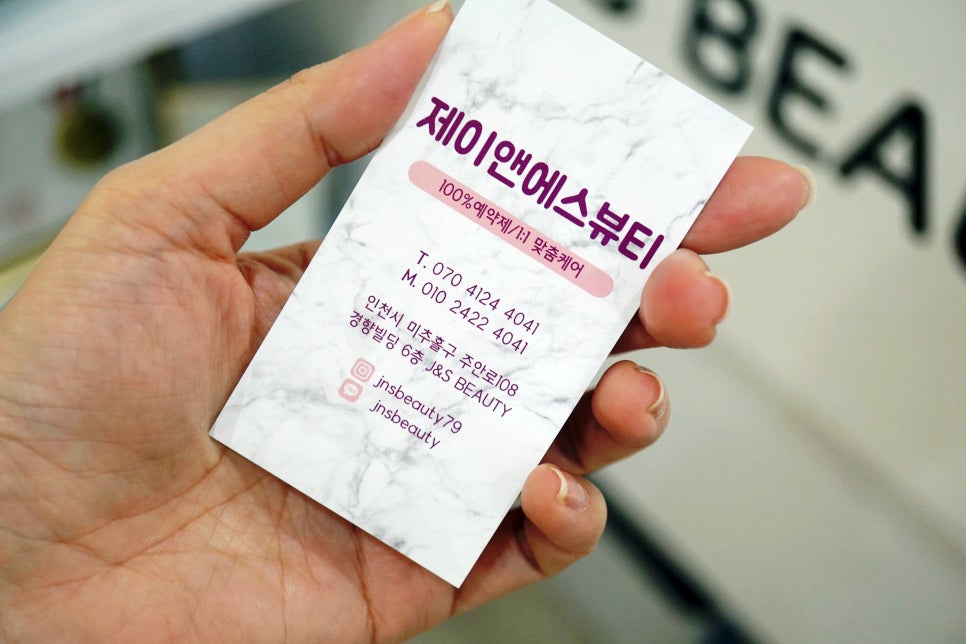 제이앤에스뷰티
100%예약제/1:1 맞춤케어
T. 070 4124 4041
M. 010 2422 4041
인천시 미추홀구 주안로108
경향빌딩 6층 J&S BEAUTY
jnsbeauty79
jnsbeauty
BEA